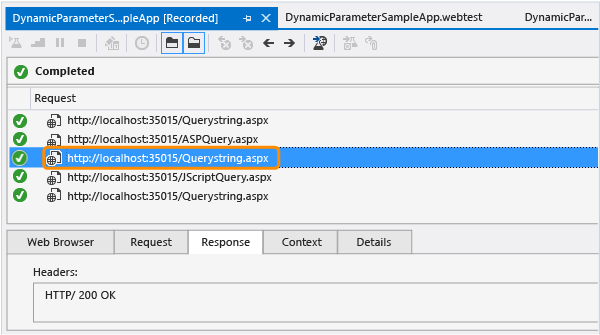 DynamicParameterS...pleApp [Recorded]
DynamicParameterSampleApp.webtest
DynamicPar...
Completed
Request
http://localhost:35015/Querystring.aspx
http://localhost:35015/ASPQuery.aspx
http://localhost:35015/Querystring.aspx
http://localhost:35015/JScriptQuery.aspx
http://localhost:35015/Querystring.aspx
Web Browser
Request
Response
Context
Details
Headers:
HTTP/ 200 OK